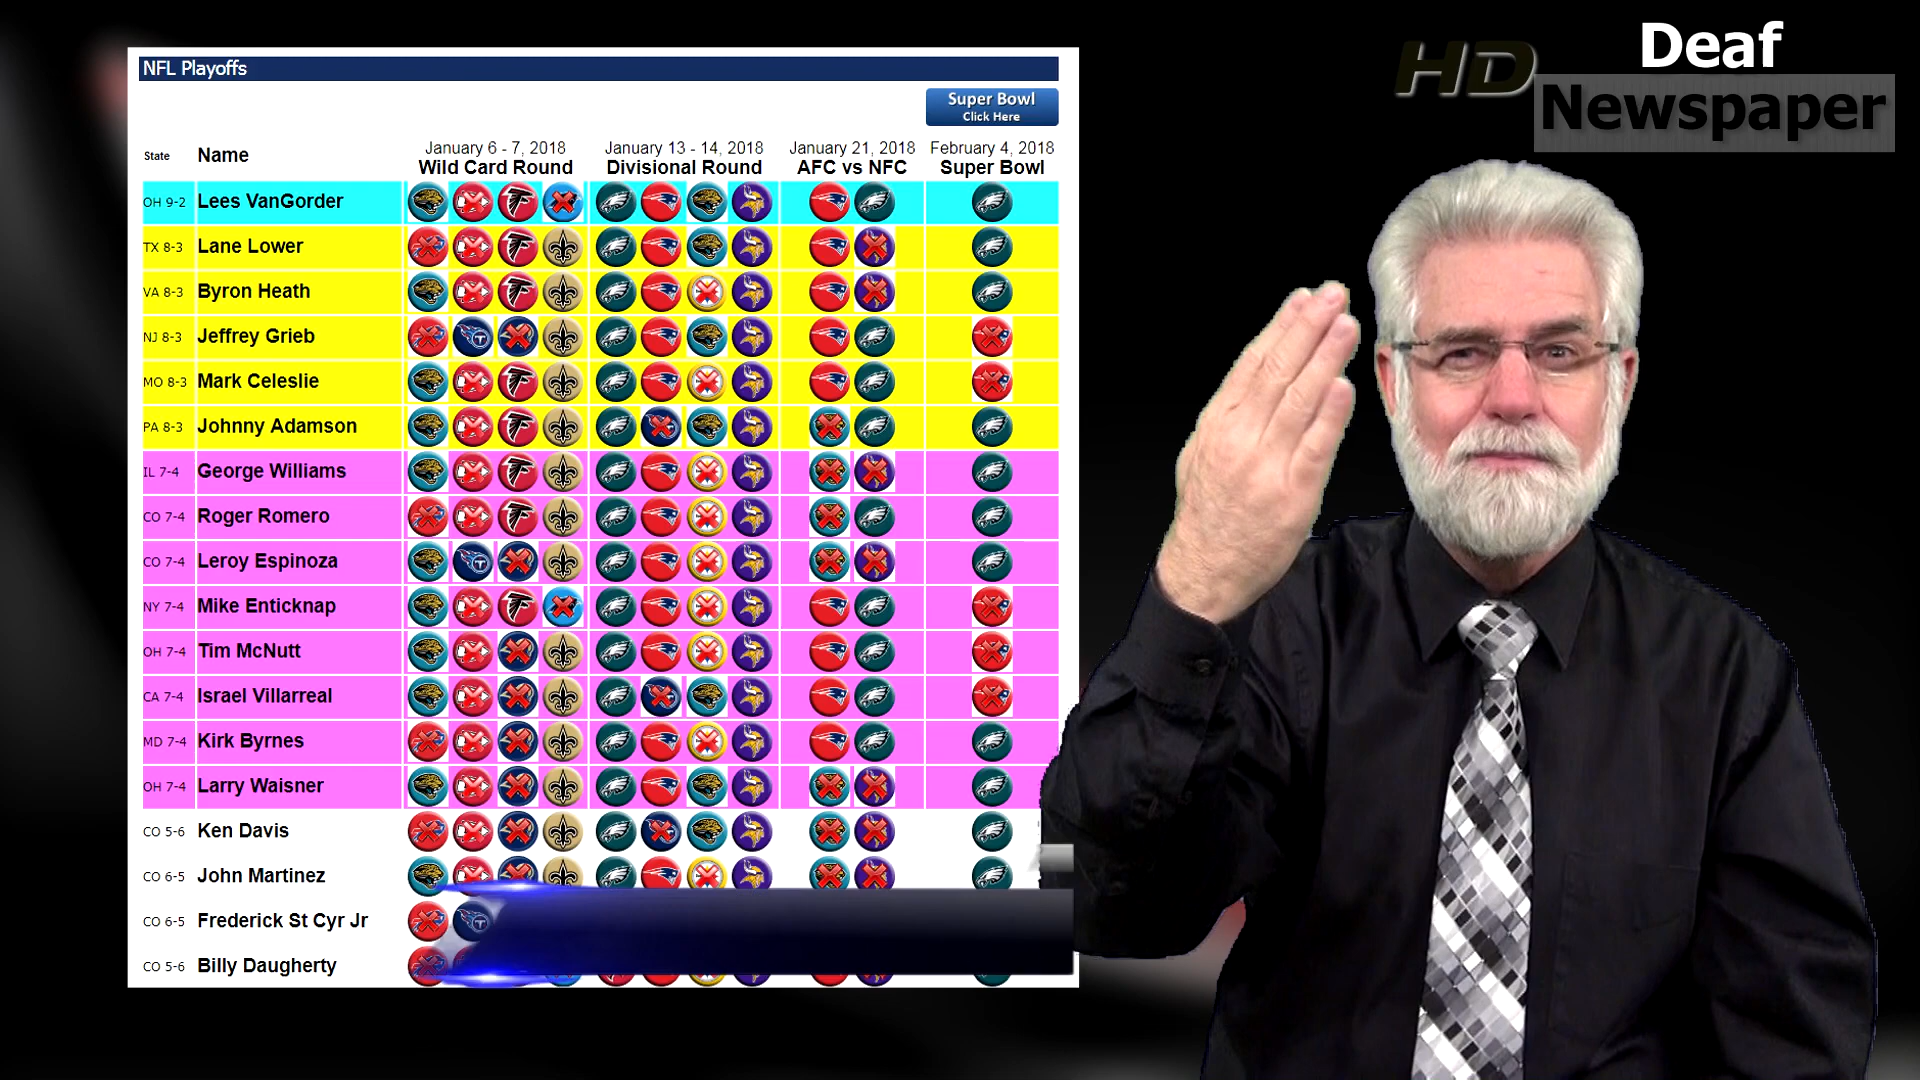 HD
Deaf
Newspaper
NFL Playoffs
Super Bowl
Click Here
State Name
January 6 - 7, 2018 January 13 - 14, 2018 January 21, 2018 February 4, 2018
Wild Card Round Divisional Round AFC vs NFC Super Bowl
OH 9-2 Lees VanGorder
TX 8-3 Lane Lower
VA 8-3 Byron Heath
NJ 8-3 Jeffrey Grieb
MO 8-3 Mark Celeslie
PA 8-3 Johnny Adamson
IL 7-4 George Williams
CO 7-4 Roger Romero
CO 7-4 Leroy Espinoza
NY 7-4 Mike Enticknap
OH 7-4 Tim McNutt
CA 7-4 Israel Villarreal
MD 7-4 Kirk Byrnes
OH 7-4 Larry Waisner
CO 5-6 Ken Davis
CO 6-5 John Martinez
CO 6-5 Frederick St Cyr Jr
CO 5-6 Billy Daugherty